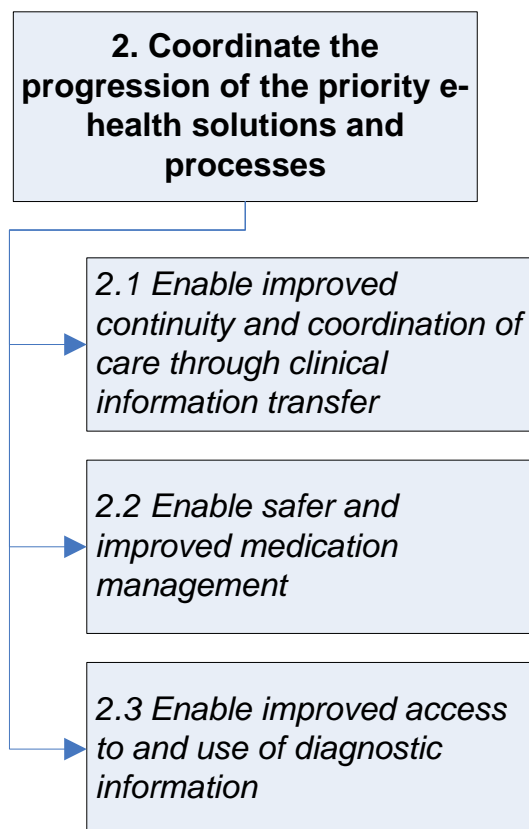 2. Coordinate the
progression of the priority e-
health solutions and
processes
2.1 Enable improved
continuity and coordination of
care through clinical
information transfer
2.2 Enable safer and
improved medication
management
2.3 Enable improved access
to and use of diagnostic
information